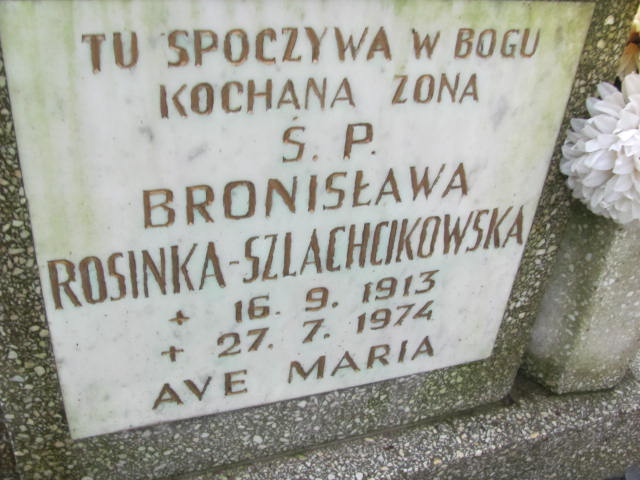 TU SPOCZYWA W BOGU
KOCHANA ZONA
Ś. P.
BRONISŁAWA
ROSINKA-SZLACHCIKOWSKA
+ 16. 9. 1913
+ 27. 7. 1974
AVE MARIA